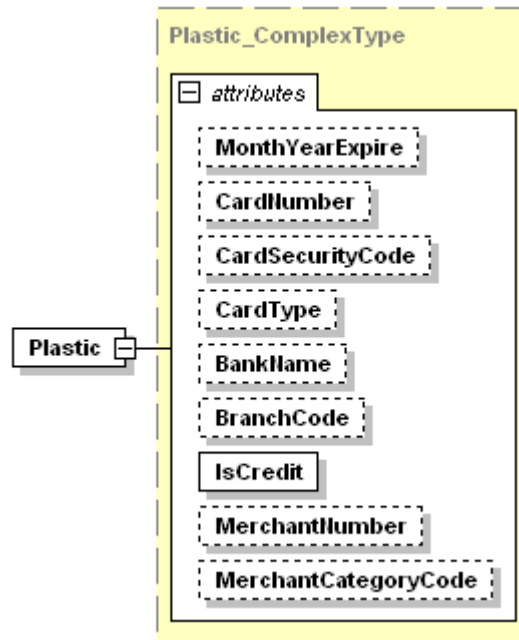 Plastic_ComplexType
attributes
MonthYearExpire
CardNumber
CardSecurityCode
CardType
Plastic
BankName
BranchCode
IsCredit
MerchantNumber
MerchantCategoryCode